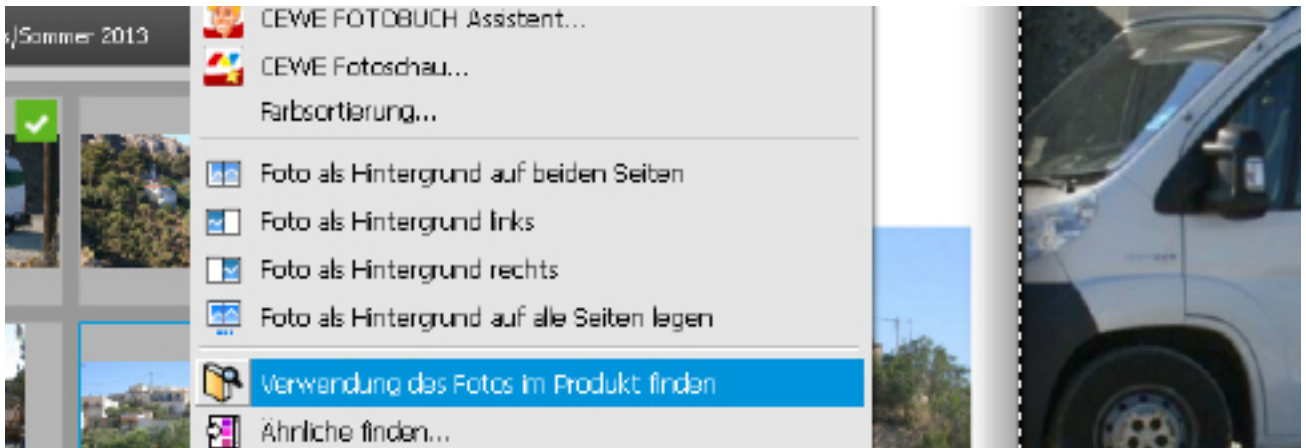 s/Sommer 2013
CEWE FOTOBUCH Assistent...
CEWE Fotoschau...
Farbsortierung...
Foto als Hintergrund auf beiden Seiten
Foto als Hintergrund links
Foto als Hintergrund rechts
Foto als Hintergrund auf alle Seiten legen
Verwendung des Fotos im Produkt finden
Ähnliche finden...